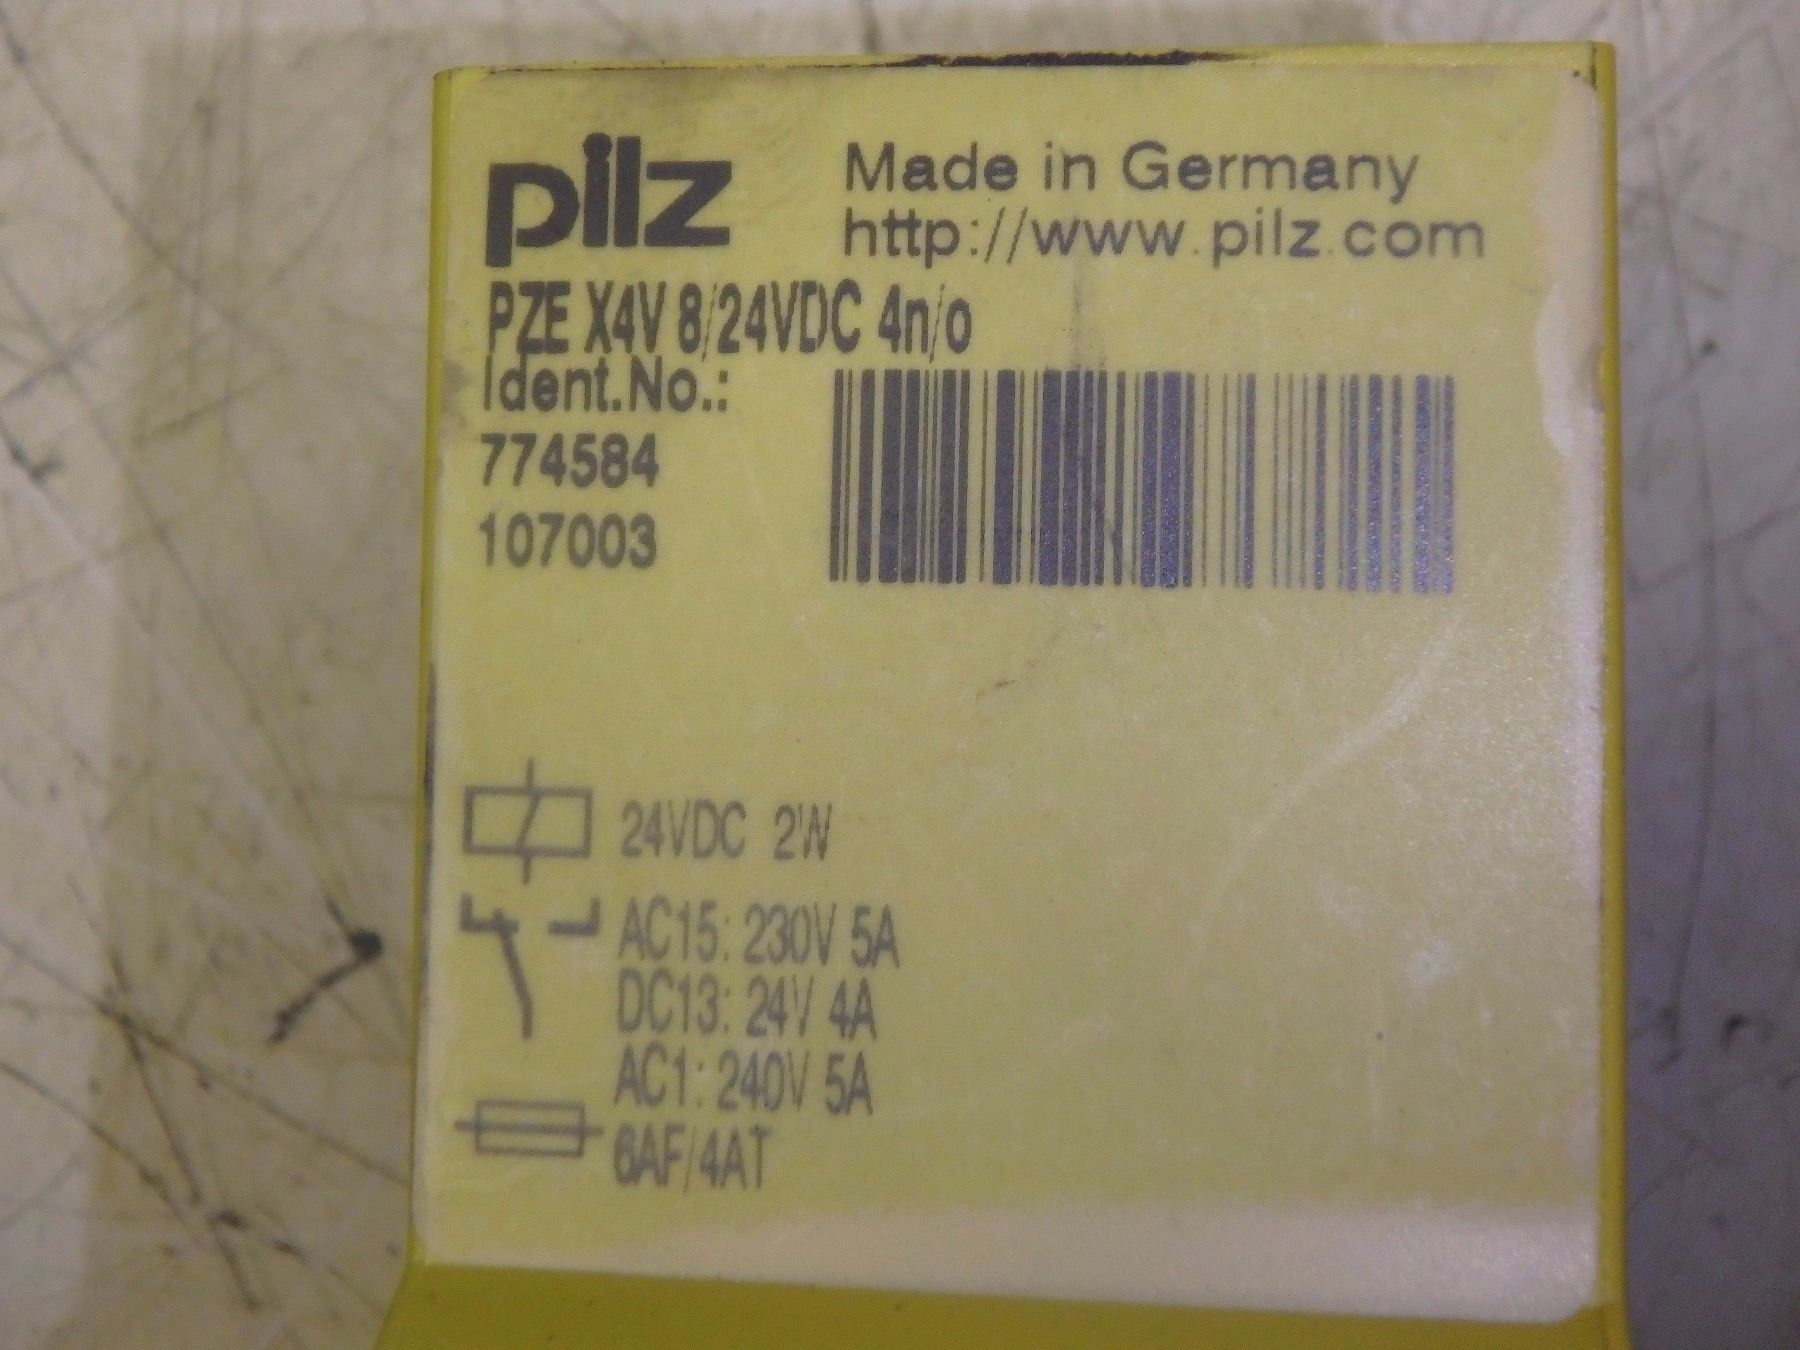 pilz
Made in Germany
http://www.pilz.com
PZE X4V 8/24VDC 4n/o
Ident.No.:
774584
107003
24VDC 2W
AC15: 230V 5A
DC13: 24V 4A
AC1: 240V 5A
6AF/4AT